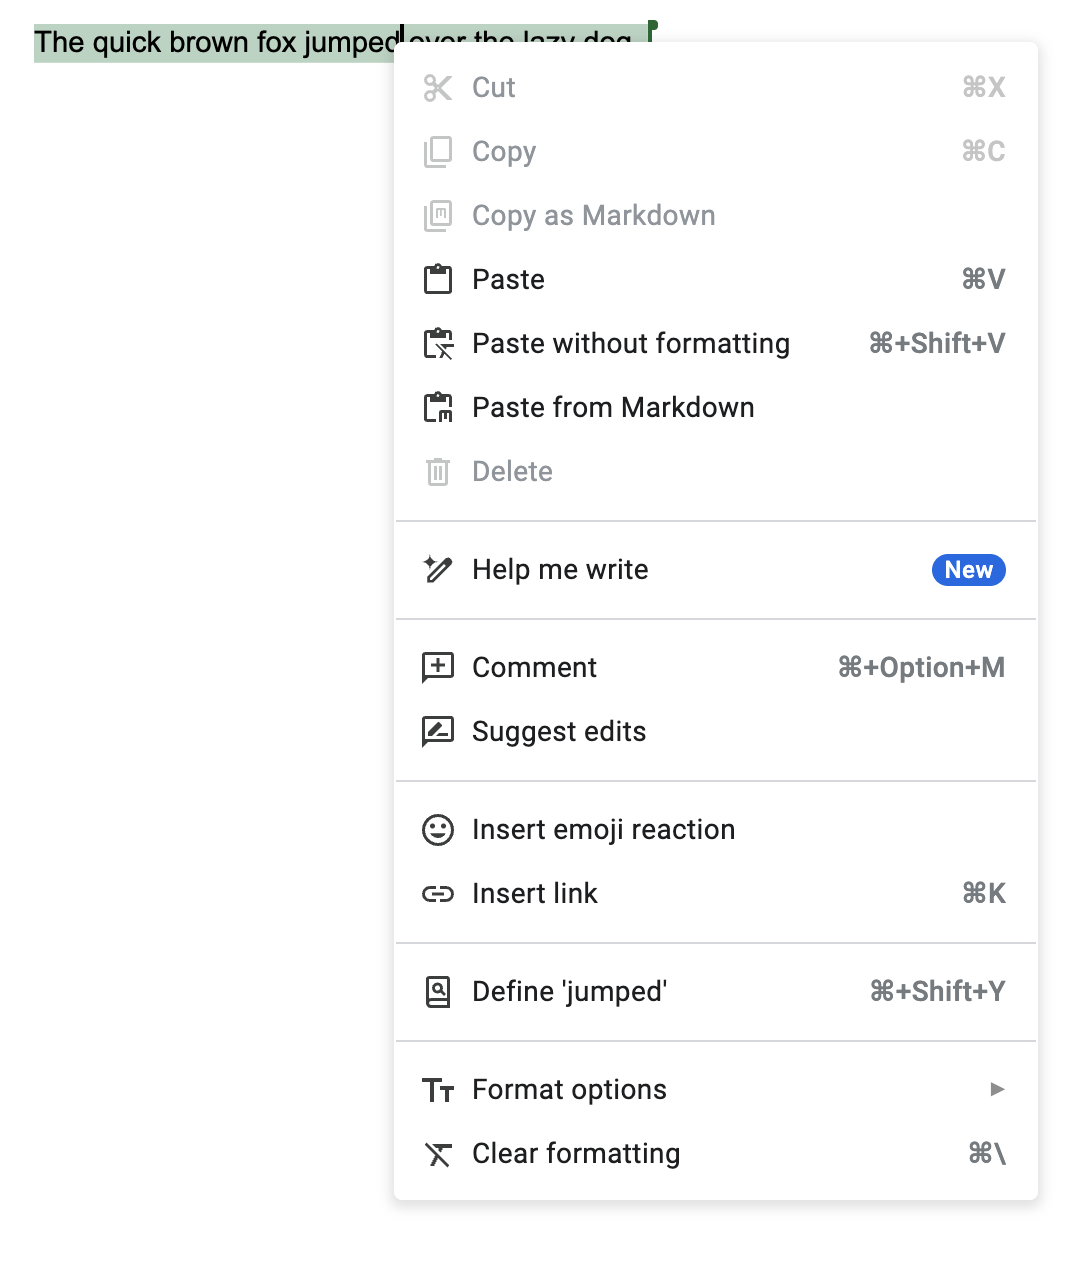 The quick brown fox jumped over the lazy dog.
Cut ⌘X
Copy ⌘C
Copy as Markdown
Paste ⌘V
Paste without formatting ⌘+Shift+V
Paste from Markdown
Delete
Help me write New
Comment ⌘+Option+M
Suggest edits
Insert emoji reaction
Insert link ⌘K
Define 'jumped' ⌘+Shift+Y
Format options ►
Clear formatting ⌘\